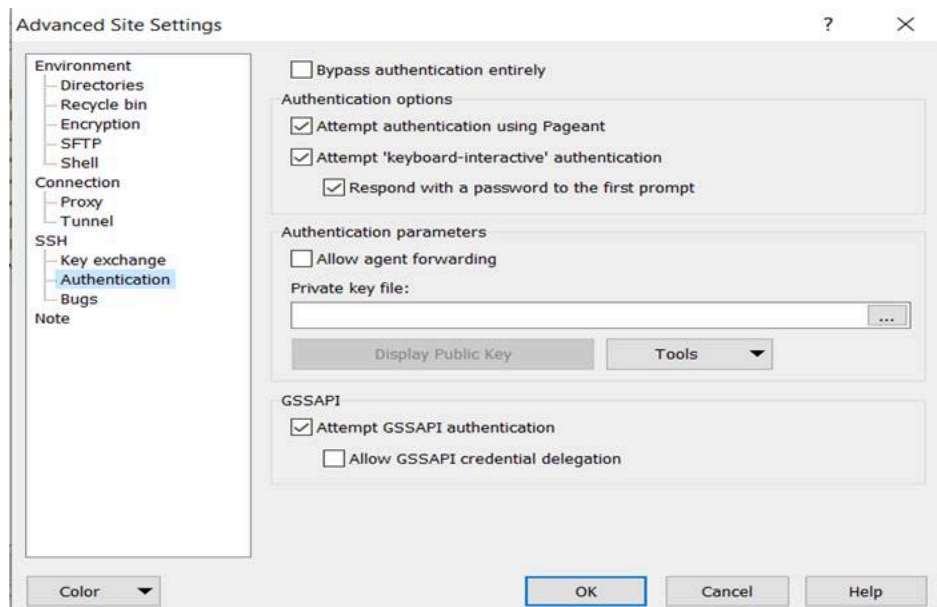 Advanced Site Settings
?
Environment
Directories
Recycle bin
Encryption
SFTP
Shell
Connection
Proxy
Tunnel
SSH
Key exchange
Authentication
Bugs
Note
Bypass authentication entirely
Authentication options
Attempt authentication using Pageant
Attempt 'keyboard-interactive' authentication
Respond with a password to the first prompt
Authentication parameters
Allow agent forwarding
Private key file:
...
Display Public Key
Tools
GSSAPI
Attempt GSSAPI authentication
Allow GSSAPI credential delegation
Color
OK
Cancel
Help